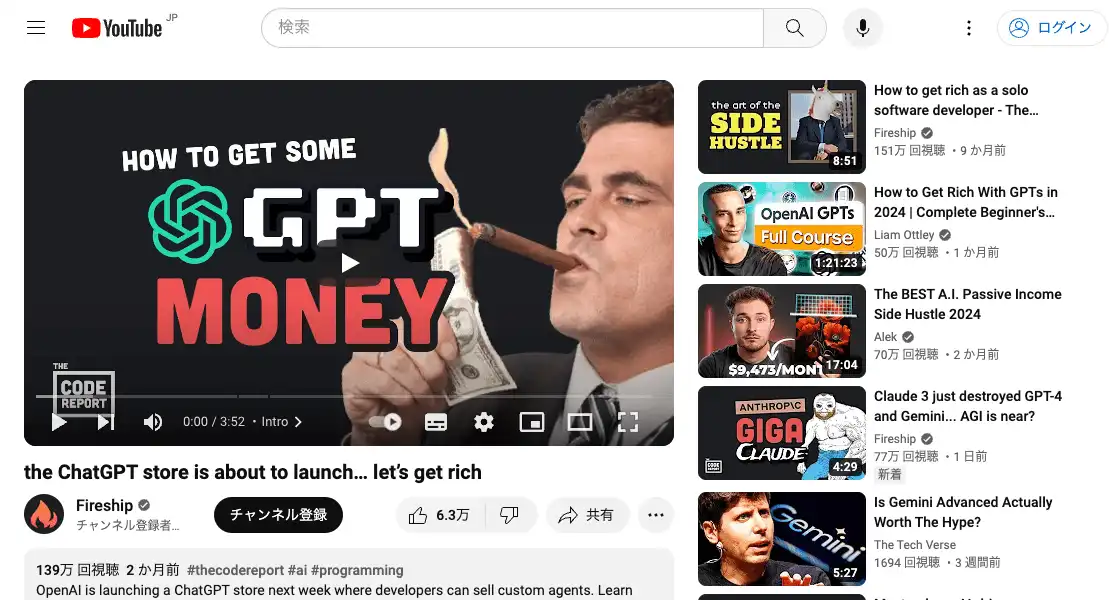 YouTube JP
検索
ログイン
HOW TO GET SOME
GPT
MONEY
THE
CODE
REPORT
0:00 / 3:52 • Intro
the ChatGPT store is about to launch… let’s get rich
Fireship
チャンネル登録者...
チャンネル登録
6.3万
共有
139万 回視聴 2 か月前 #thecodereport #ai #programming
OpenAI is launching a ChatGPT store next week where developers can sell custom agents. Learn
the art of the
SIDE
HUSTLE
8:51
How to get rich as a solo
software developer - The...
Fireship
151万 回視聴 • 9 か月前
OpenAI GPTs
Full Course
1:21:23
How to Get Rich With GPTs in
2024 | Complete Beginner's...
Liam Ottley
50万 回視聴 • 1 か月前
$9,473/MONT
17:04
The BEST A.I. Passive Income
Side Hustle 2024
Alek
70万 回視聴 • 2 か月前
ANTHROP\C
GIGA
CLAUDE
THE
CODE
REPORT
4:29
Claude 3 just destroyed GPT-4
and Gemini... AGI is near?
Fireship
77万 回視聴 • 1 日前
新着
Gemini
5:27
Is Gemini Advanced Actually
Worth The Hype?
The Tech Verse
1694 回視聴 • 3 週間前